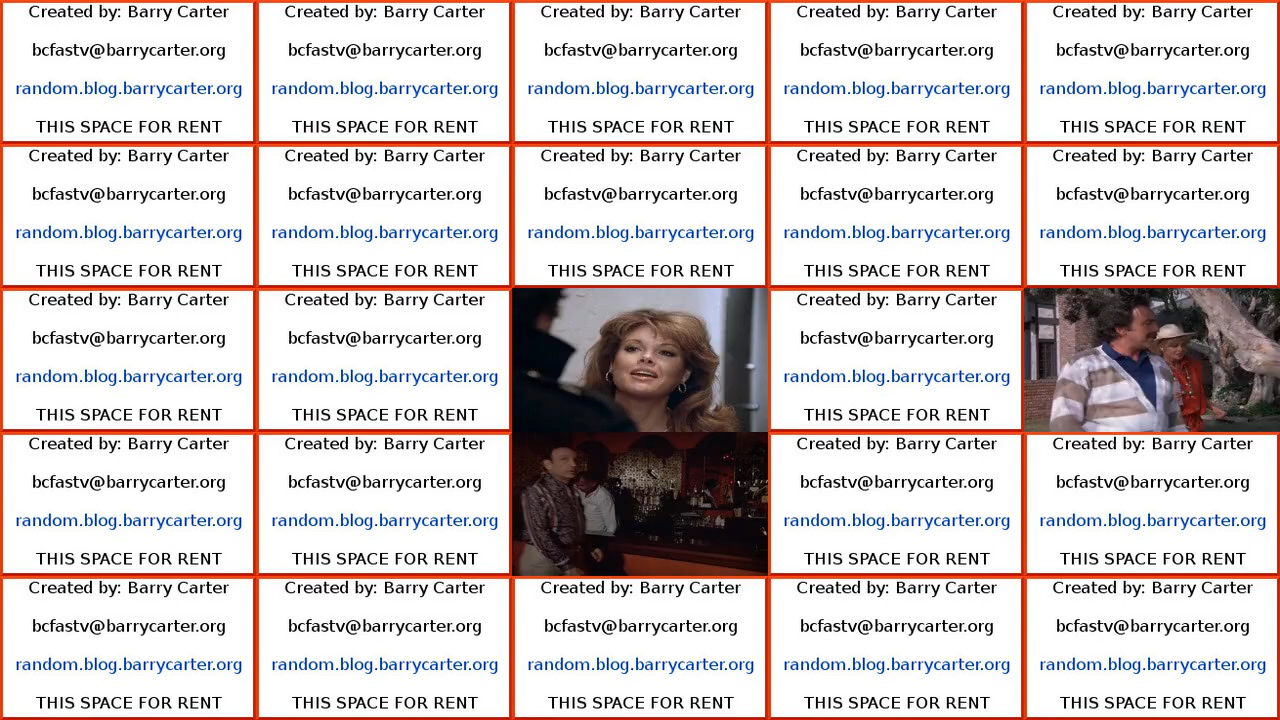 Created by: Barry Carter
bcfastv@barrycarter.org
random.blog.barrycarter.org
THIS SPACE FOR RENT
Created by: Barry Carter
bcfastv@barrycarter.org
random.blog.barrycarter.org
THIS SPACE FOR RENT
Created by: Barry Carter
bcfastv@barrycarter.org
random.blog.barrycarter.org
THIS SPACE FOR RENT
Created by: Barry Carter
bcfastv@barrycarter.org
random.blog.barrycarter.org
THIS SPACE FOR RENT
Created by: Barry Carter
bcfastv@barrycarter.org
random.blog.barrycarter.org
THIS SPACE FOR RENT
Created by: Barry Carter
bcfastv@barrycarter.org
random.blog.barrycarter.org
THIS SPACE FOR RENT
Created by: Barry Carter
bcfastv@barrycarter.org
random.blog.barrycarter.org
THIS SPACE FOR RENT
Created by: Barry Carter
bcfastv@barrycarter.org
random.blog.barrycarter.org
THIS SPACE FOR RENT
Created by: Barry Carter
bcfastv@barrycarter.org
random.blog.barrycarter.org
THIS SPACE FOR RENT
Created by: Barry Carter
bcfastv@barrycarter.org
random.blog.barrycarter.org
THIS SPACE FOR RENT
Created by: Barry Carter
bcfastv@barrycarter.org
random.blog.barrycarter.org
THIS SPACE FOR RENT
Created by: Barry Carter
bcfastv@barrycarter.org
random.blog.barrycarter.org
THIS SPACE FOR RENT
Created by: Barry Carter
bcfastv@barrycarter.org
random.blog.barrycarter.org
THIS SPACE FOR RENT
Created by: Barry Carter
bcfastv@barrycarter.org
random.blog.barrycarter.org
THIS SPACE FOR RENT
Created by: Barry Carter
bcfastv@barrycarter.org
random.blog.barrycarter.org
THIS SPACE FOR RENT
Created by: Barry Carter
bcfastv@barrycarter.org
random.blog.barrycarter.org
THIS SPACE FOR RENT
Created by: Barry Carter
bcfastv@barrycarter.org
random.blog.barrycarter.org
THIS SPACE FOR RENT
Created by: Barry Carter
bcfastv@barrycarter.org
random.blog.barrycarter.org
THIS SPACE FOR RENT
Created by: Barry Carter
bcfastv@barrycarter.org
random.blog.barrycarter.org
THIS SPACE FOR RENT
Created by: Barry Carter
bcfastv@barrycarter.org
random.blog.barrycarter.org
THIS SPACE FOR RENT
Created by: Barry Carter
bcfastv@barrycarter.org
random.blog.barrycarter.org
THIS SPACE FOR RENT
Created by: Barry Carter
bcfastv@barrycarter.org
random.blog.barrycarter.org
THIS SPACE FOR RENT